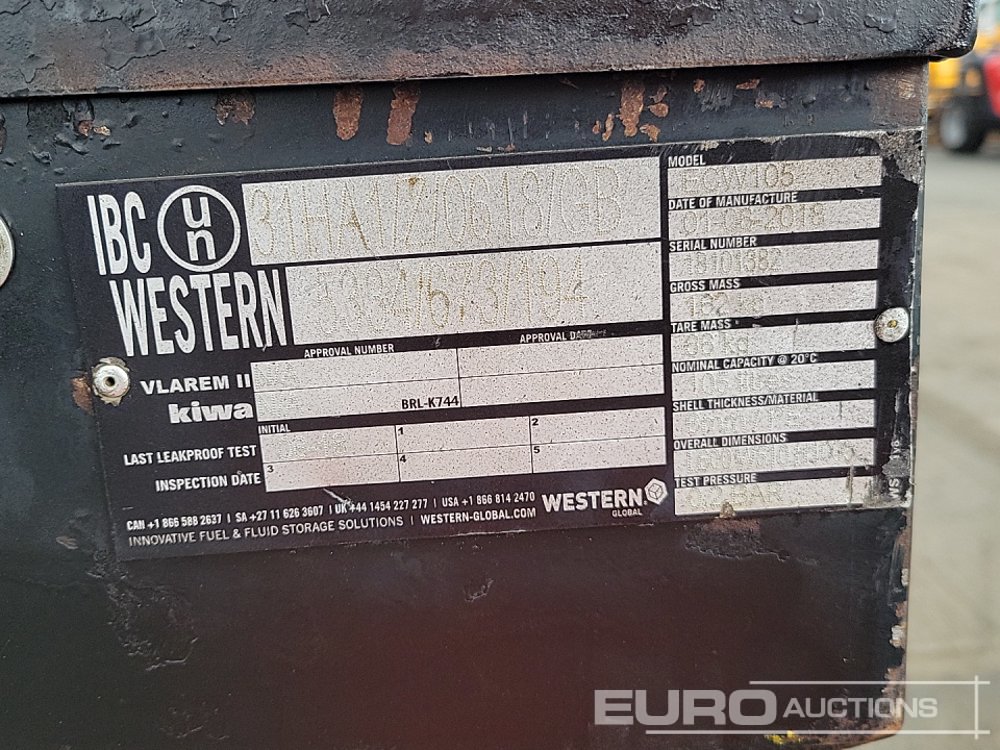 IBC un WESTERN
31HA1/2/0618/GB
MODEL
ECW105
DATE OF MANUFACTURE
SERIAL NUMBER
18101382
GROSS MASS
TARE MASS
NOMINAL CAPACITY @ 20°C
SHELL THICKNESS/MATERIAL
OVERALL DIMENSIONS
TEST PRESSURE
APPROVAL NUMBER APPROVAL DATE
VLAREM II
kiwa BRL-K744
INITIAL 1 2
LAST LEAKPROOF TEST
3 4 5
INSPECTION DATE
CAN +1 866 588 2637 | SA +27 11 626 3607 | UK +44 1454 227 277 | USA +1 866 814 2470
INNOVATIVE FUEL & FLUID STORAGE SOLUTIONS | WESTERN-GLOBAL.COM
WESTERN
GLOBAL
EURO AUCTIONS